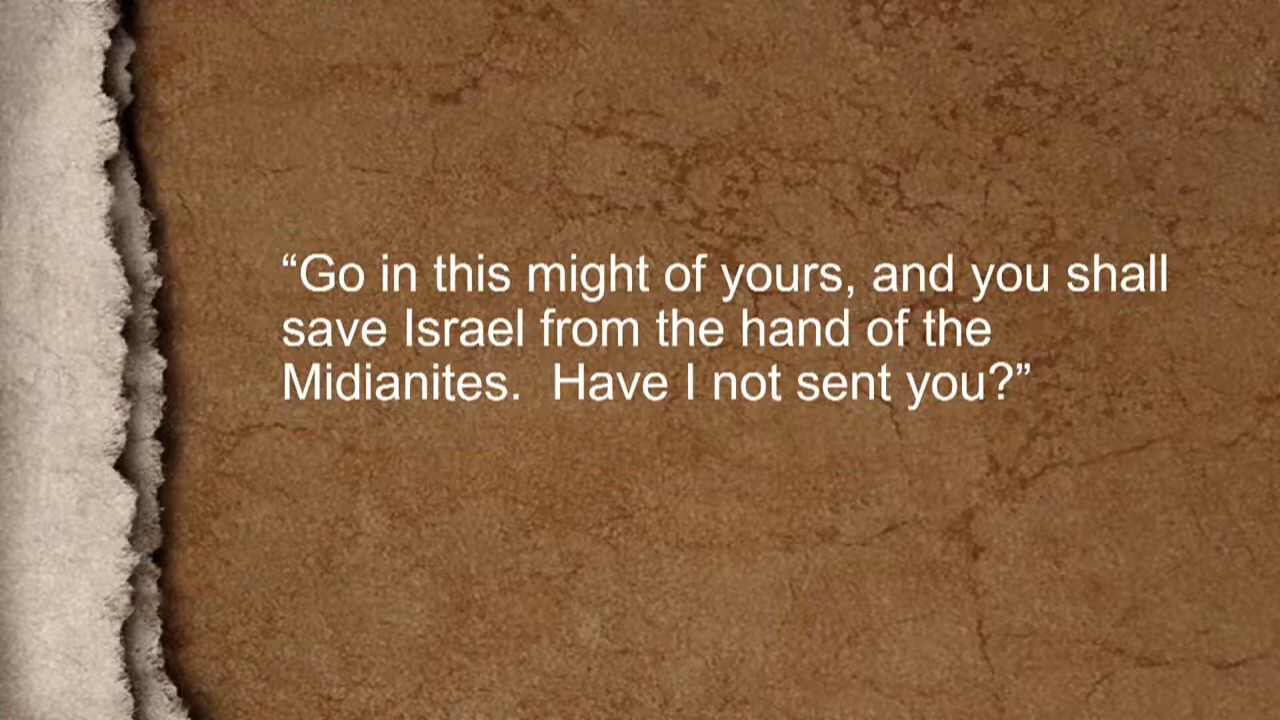 “Go in this might of yours, and you shall
save Israel from the hand of the
Midianites.  Have I not sent you?”